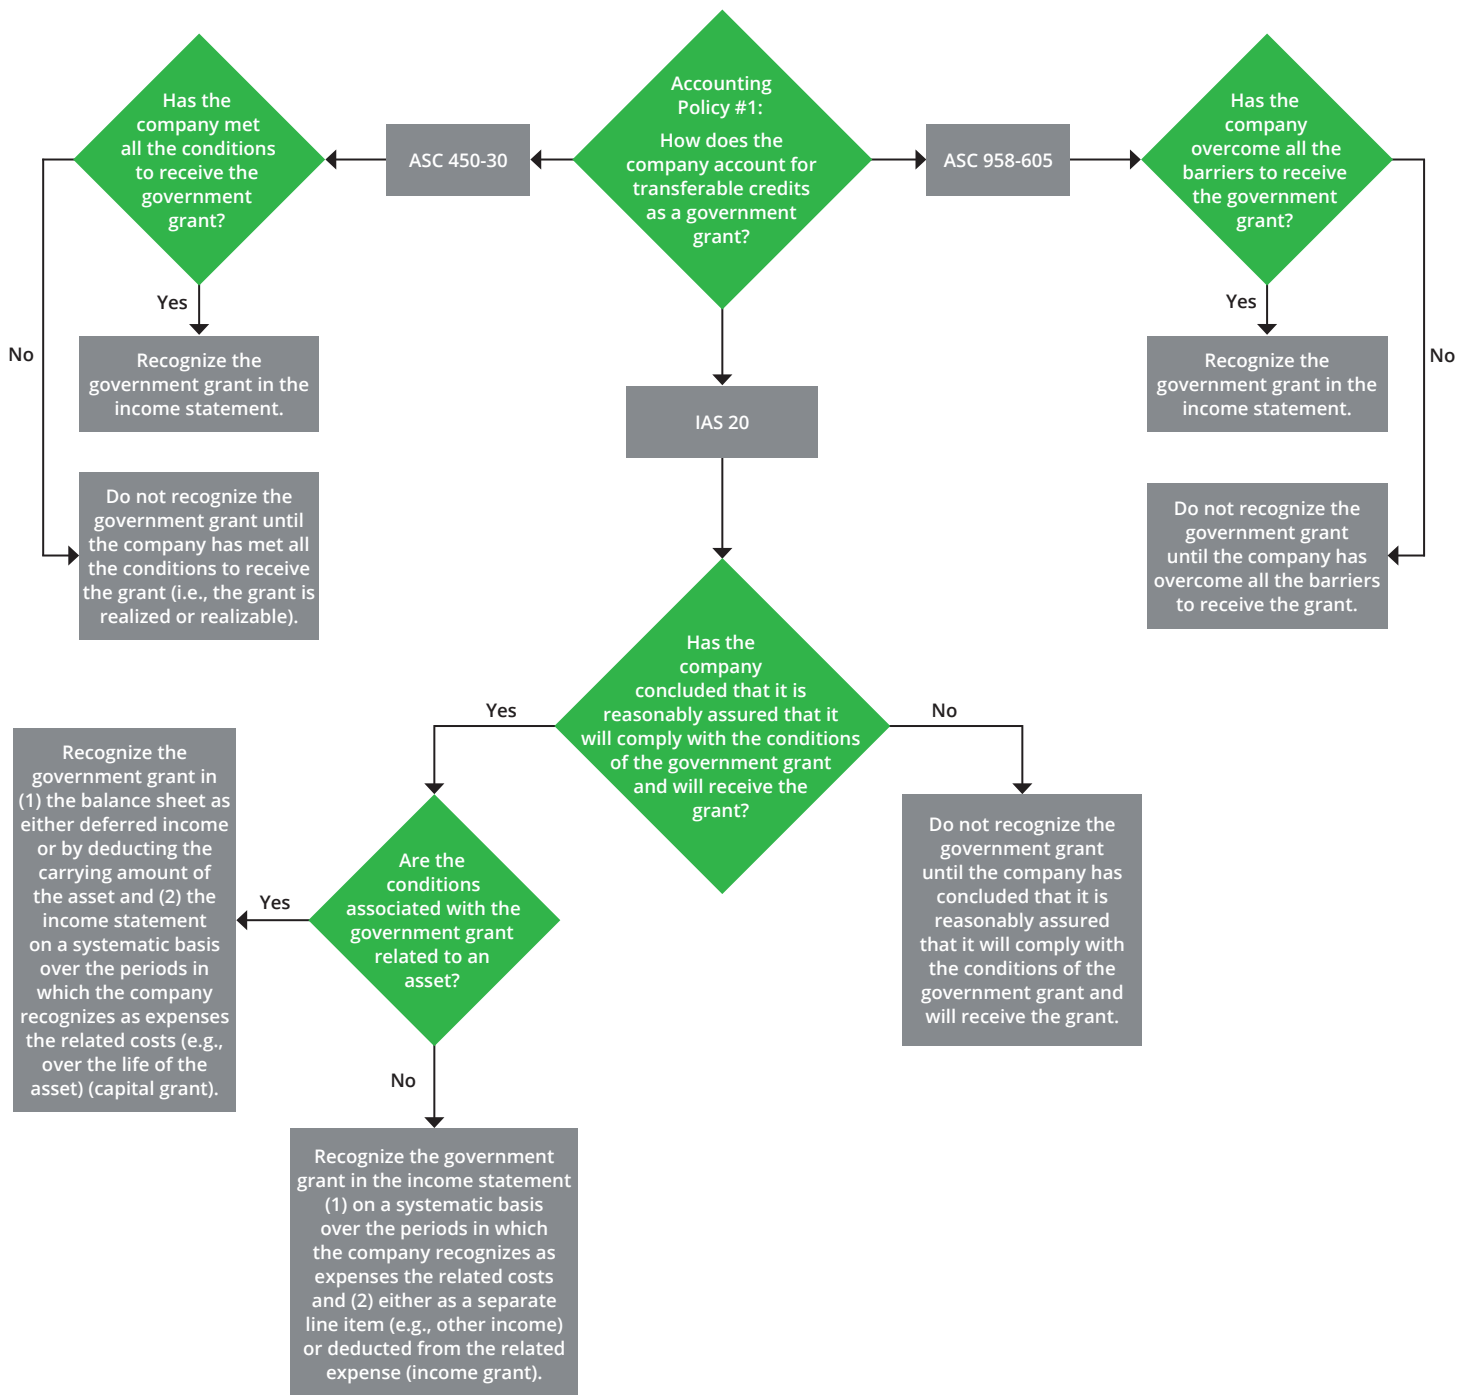 Accounting
Policy #1:
How does the
company account for
transferable credits
as a government
grant?
ASC 450-30
Has the
company met
all the conditions
to receive the
government
grant?
Yes
Recognize the
government grant in the
income statement.
No
Do not recognize the
government grant until
the company has met all
the conditions to receive
the grant (i.e., the grant is
realized or realizable).
ASC 958-605
Has the
company
overcome all the
barriers to receive
the government
grant?
Yes
Recognize the
government grant in the
income statement.
No
Do not recognize the
government grant
until the company has
overcome all the barriers
to receive the grant.
IAS 20
Has the
company
concluded that it is
reasonably assured that it
will comply with the conditions
of the government grant
and will receive the
grant?
Yes
Are the
conditions
associated with the
government grant
related to an
asset?
Yes
Recognize the
government grant in
(1) the balance sheet as
either deferred income
or by deducting the
carrying amount of
the asset and (2) the
income statement
on a systematic basis
over the periods in
which the company
recognizes as expenses
the related costs (e.g.,
over the life of the
asset) (capital grant).
No
Recognize the government
grant in the income statement
(1) on a systematic basis
over the periods in which
the company recognizes as
expenses the related costs
and (2) either as a separate
line item (e.g., other income)
or deducted from the related
expense (income grant).
No
Do not recognize the
government grant
until the company has
concluded that it is
reasonably assured
that it will comply with
the conditions of the
government grant and
will receive the grant.